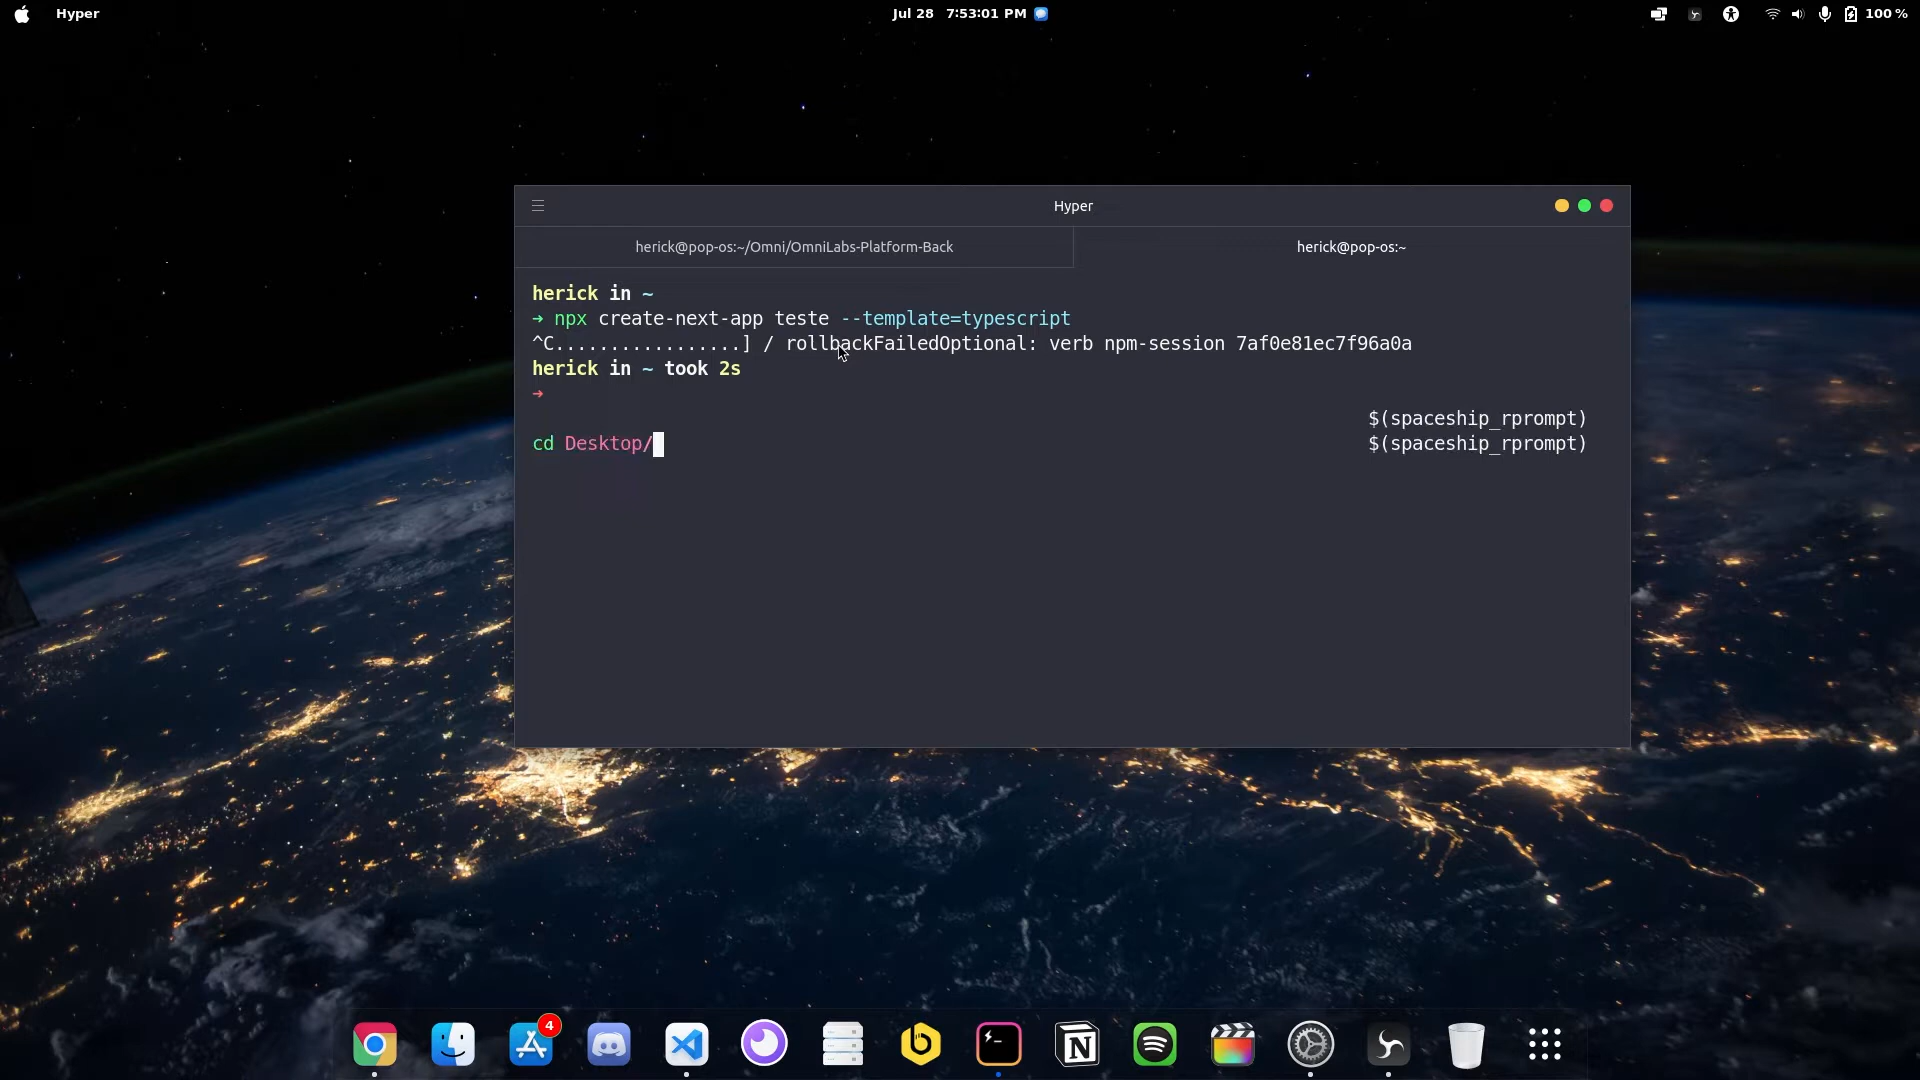 Hyper
Jul 28 7:53:01 PM
100 %
Hyper
herick@pop-os:~/Omni/OmniLabs-Platform-Back
herick@pop-os:~
herick in ~
➜ npx create-next-app teste --template=typescript
^C.................] / rollbackFailedOptional: verb npm-session 7af0e81ec7f96a0a
herick in ~ took 2s
➜
$(spaceship_rprompt)
cd Desktop/ $(spaceship_rprompt)
4